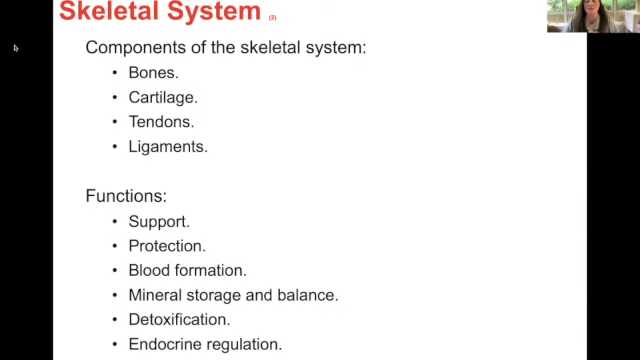 Skeletal System (2)
Components of the skeletal system:
• Bones.
• Cartilage.
• Tendons.
• Ligaments.
Functions:
• Support.
• Protection.
• Blood formation.
• Mineral storage and balance.
• Detoxification.
• Endocrine regulation.